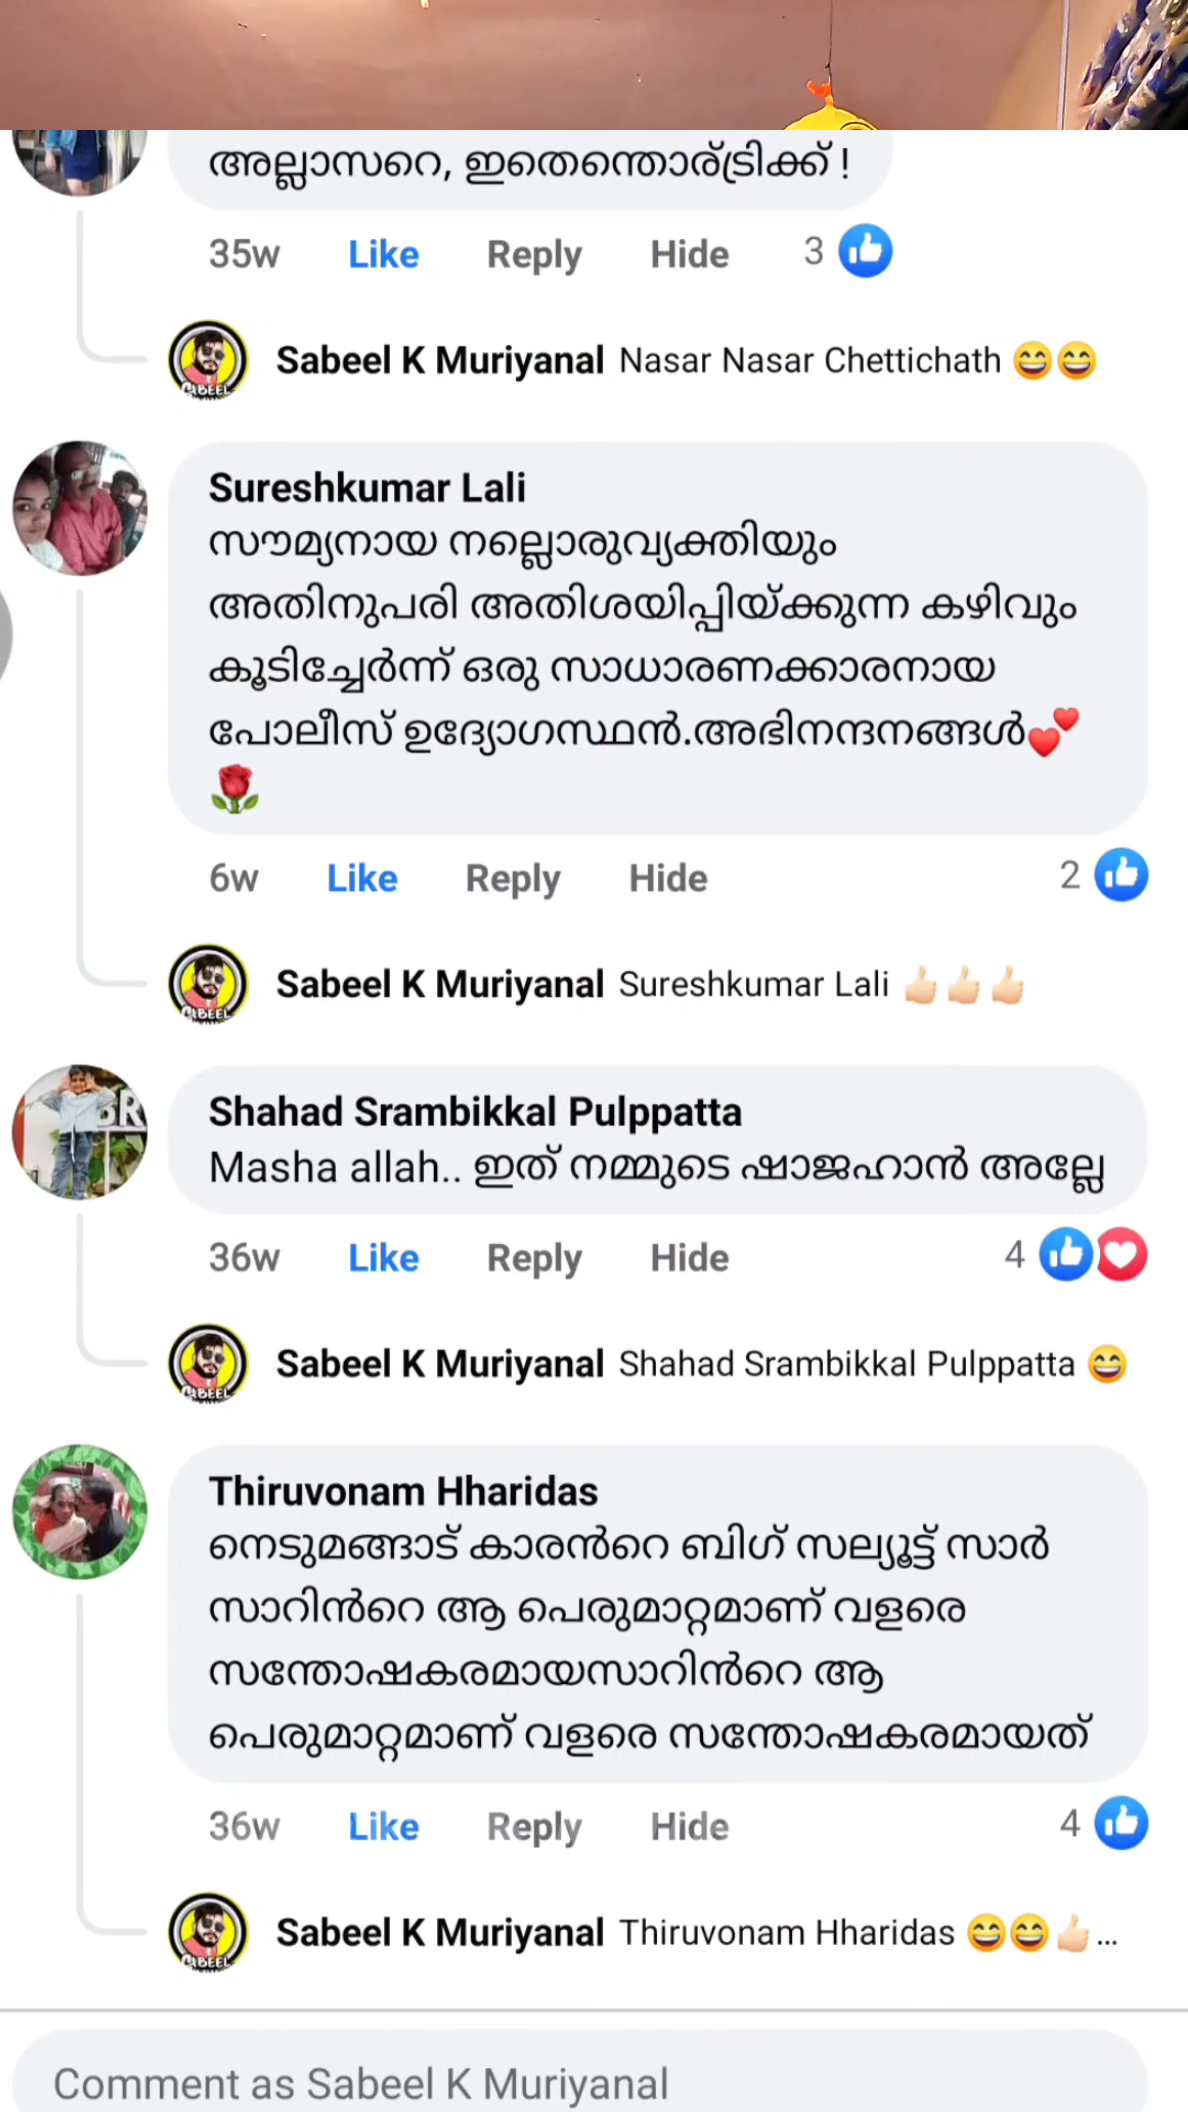 അല്ലാസറെ, ഇതെന്തൊര്ട്രിക്ക് !
35w Like Reply Hide 3
Sabeel K Muriyanal Nasar Nasar Chettichath 😄😄
Sureshkumar Lali
സൗമ്യനായ നല്ലൊരുവ്യക്തിയും
അതിനുപരി അതിശയിപ്പിയ്ക്കുന്ന കഴിവും
കൂടിച്ചേർന്ന് ഒരു സാധാരണക്കാരനായ
പോലീസ് ഉദ്യോഗസ്ഥൻ.അഭിനന്ദനങ്ങൾ💕
🌹
6w Like Reply Hide 2
Sabeel K Muriyanal Sureshkumar Lali 👍🏻👍🏻👍🏻
BR
Shahad Srambikkal Pulppatta
Masha allah.. ഇത് നമ്മുടെ ഷാജഹാൻ അല്ലേ
36w Like Reply Hide 4
Sabeel K Muriyanal Shahad Srambikkal Pulppatta 😄
Thiruvonam Hharidas
നെടുമങ്ങാട് കാരൻറെ ബിഗ് സല്യൂട്ട് സാർ
സാറിൻറെ ആ പെരുമാറ്റമാണ് വളരെ
സന്തോഷകരമായസാറിൻറെ ആ
പെരുമാറ്റമാണ് വളരെ സന്തോഷകരമായത്
36w Like Reply Hide 4
Sabeel K Muriyanal Thiruvonam Hharidas 😄😄👍🏻...
Comment as Sabeel K Muriyanal